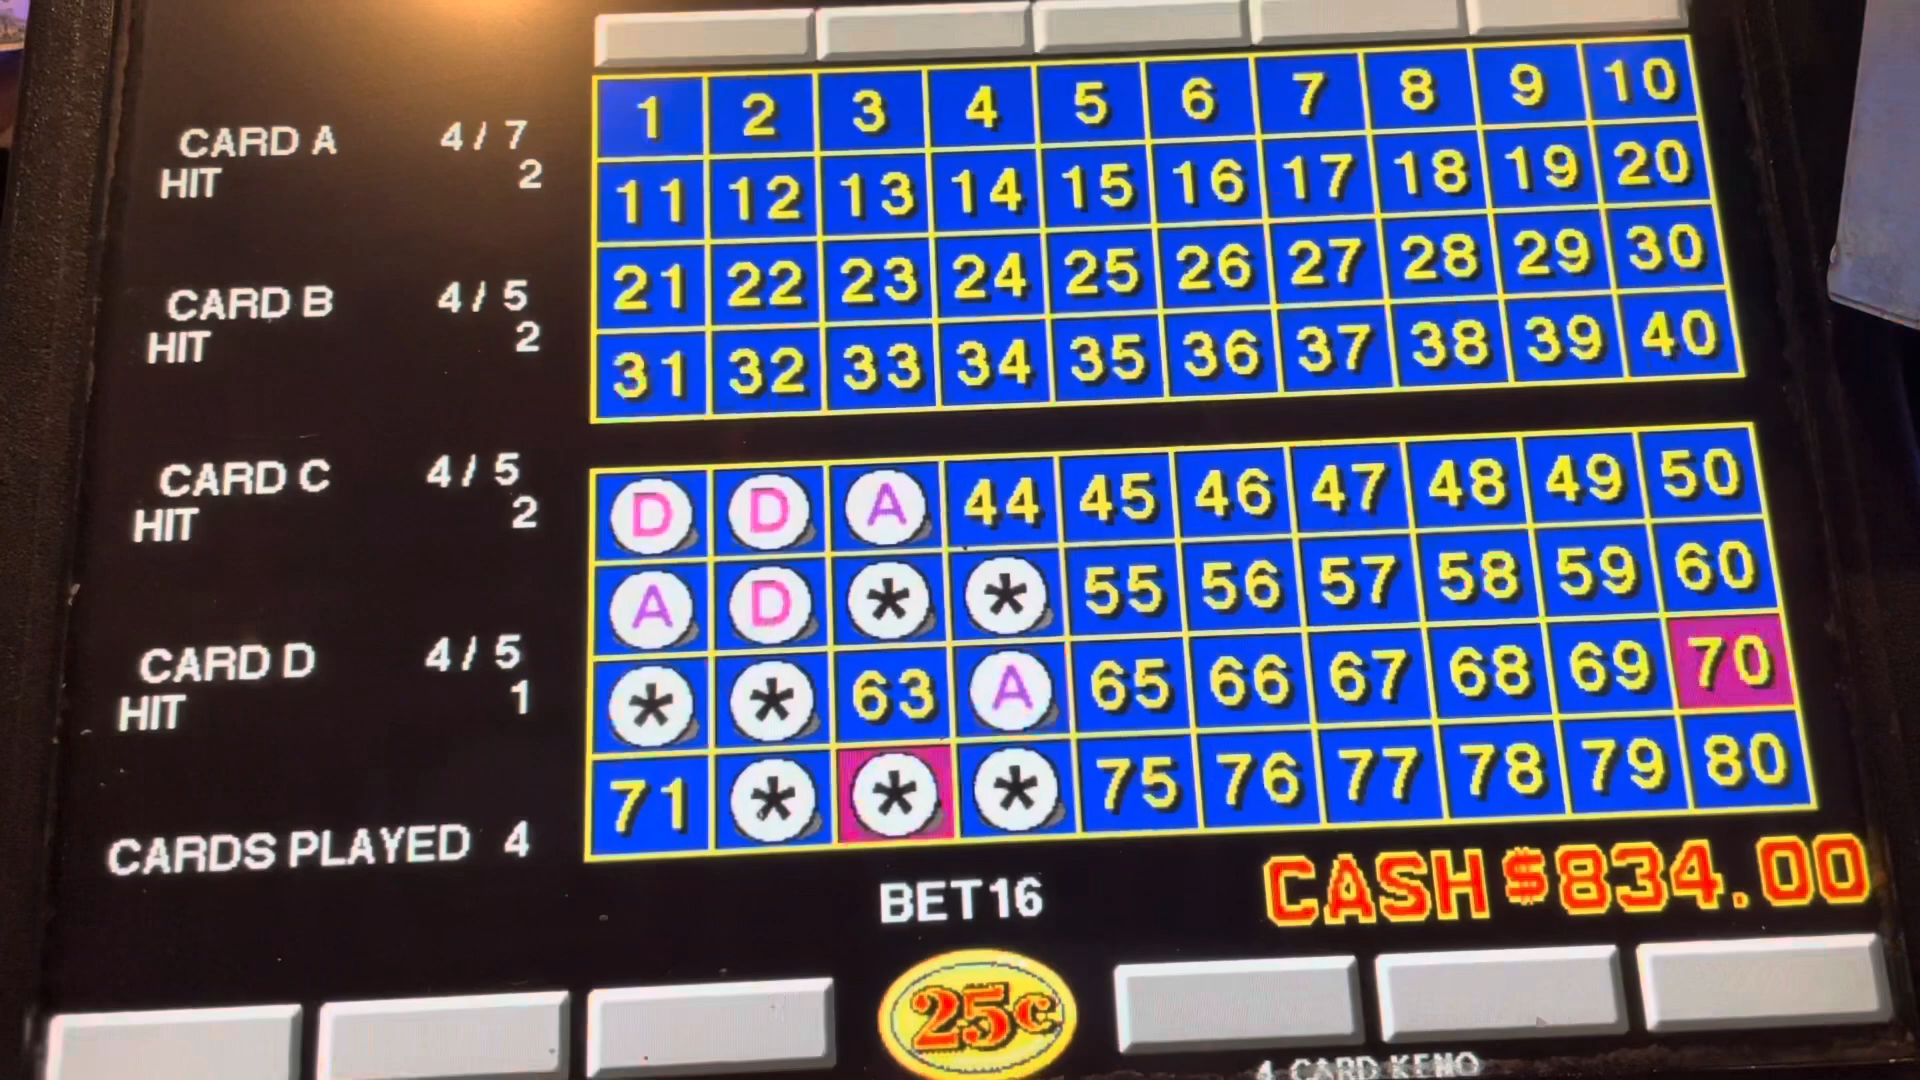 CARD A 4/7
HIT 2
CARD B 4/5
HIT 2
CARD C 4/5
HIT 2
CARD D 4/5
HIT 1
CARDS PLAYED 4
1 2 3 4 5 6 7 8 9 10
11 12 13 14 15 16 17 18 19 20
21 22 23 24 25 26 27 28 29 30
31 32 33 34 35 36 37 38 39 40
D D A 44 45 46 47 48 49 50
A D * * 55 56 57 58 59 60
* * 63 A 65 66 67 68 69 70
71 * * * 75 76 77 78 79 80
BET16
CASH $834.00
25¢
4 CARD KENO